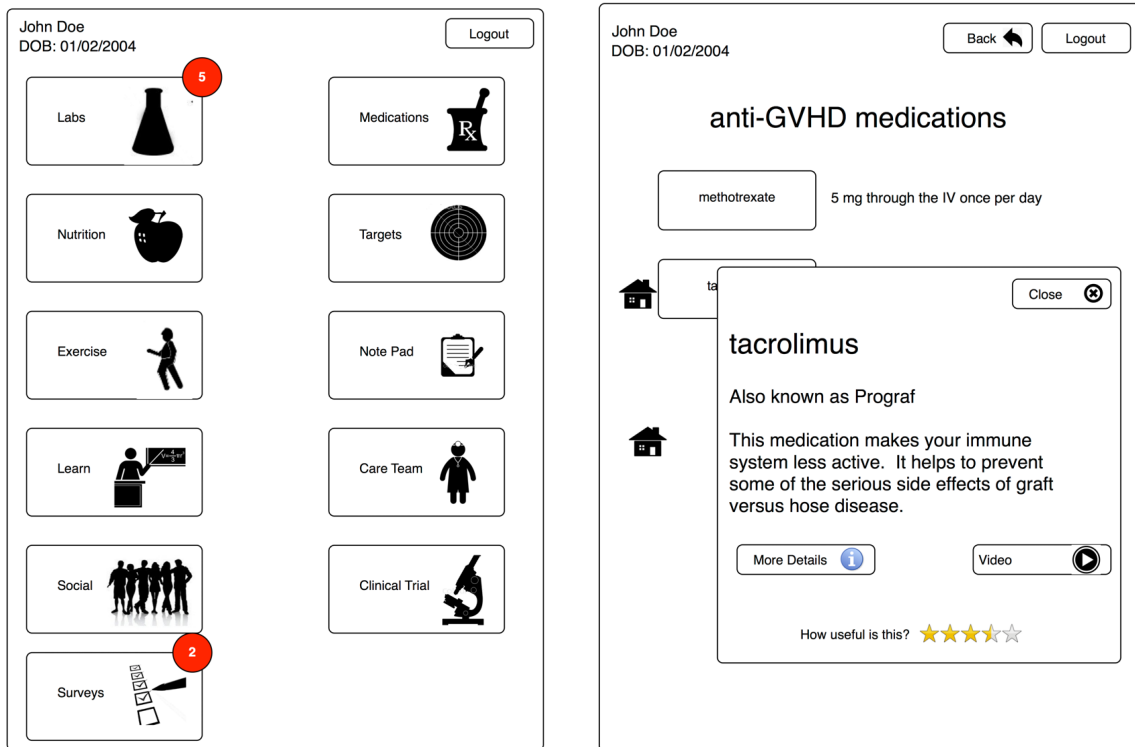 John Doe
DOB: 01/02/2004
Logout
5
Labs
Medications
Rx
Nutrition
Targets
Exercise
Note Pad
Learn
Care Team
Social
Clinical Trial
2
Surveys
John Doe
DOB: 01/02/2004
Back
Logout
anti-GVHD medications
methotrexate
5 mg through the IV once per day
ta
Close
tacrolimus
Also known as Prograf
This medication makes your immune
system less active. It helps to prevent
some of the serious side effects of graft
versus hose disease.
More Details
i
Video
How useful is this?